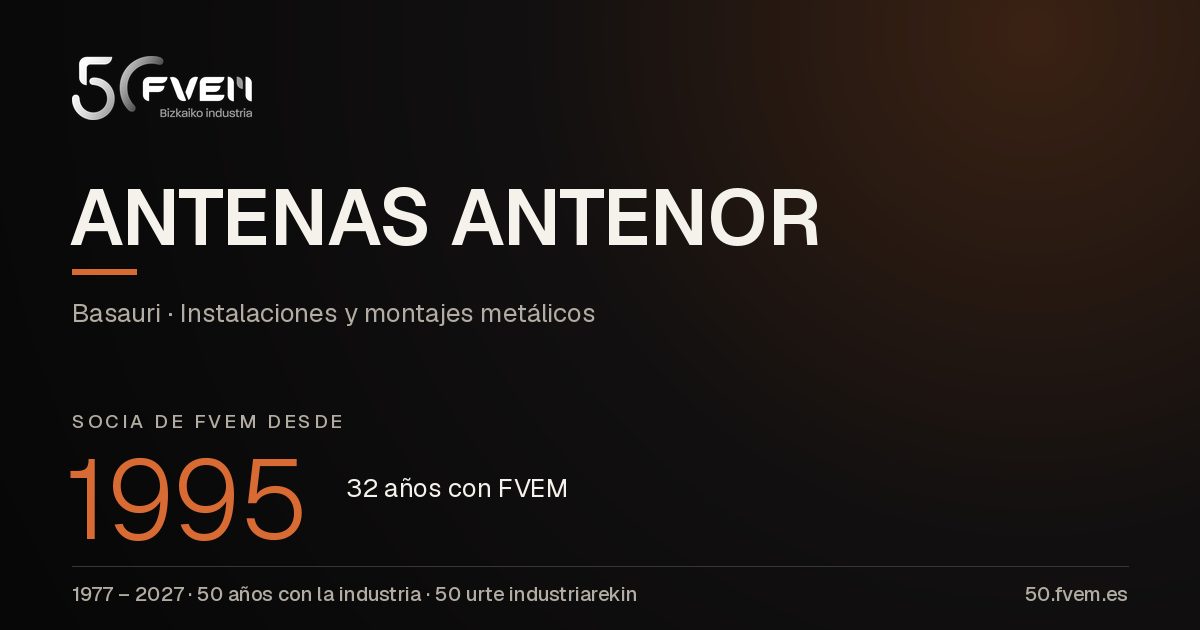 50 FVEM
Bizkaiko industria
ANTENAS ANTENOR
Basauri · Instalaciones y montajes metálicos
SOCIA DE FVEM DESDE
1995
32 años con FVEM
1977 – 2027 · 50 años con la industria · 50 urte industriarekin
50.fvem.es